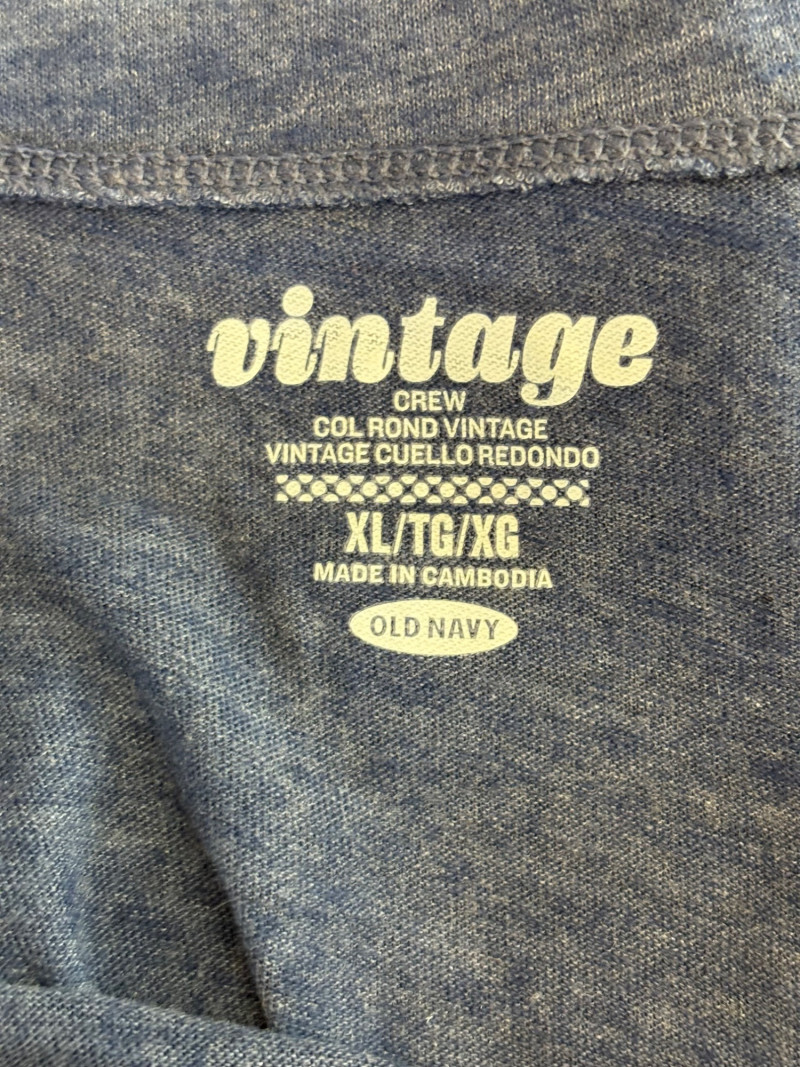 vintage
CREW
COL ROND VINTAGE
VINTAGE CUELLO REDONDO
XL/TG/XG
MADE IN CAMBODIA
OLD NAVY